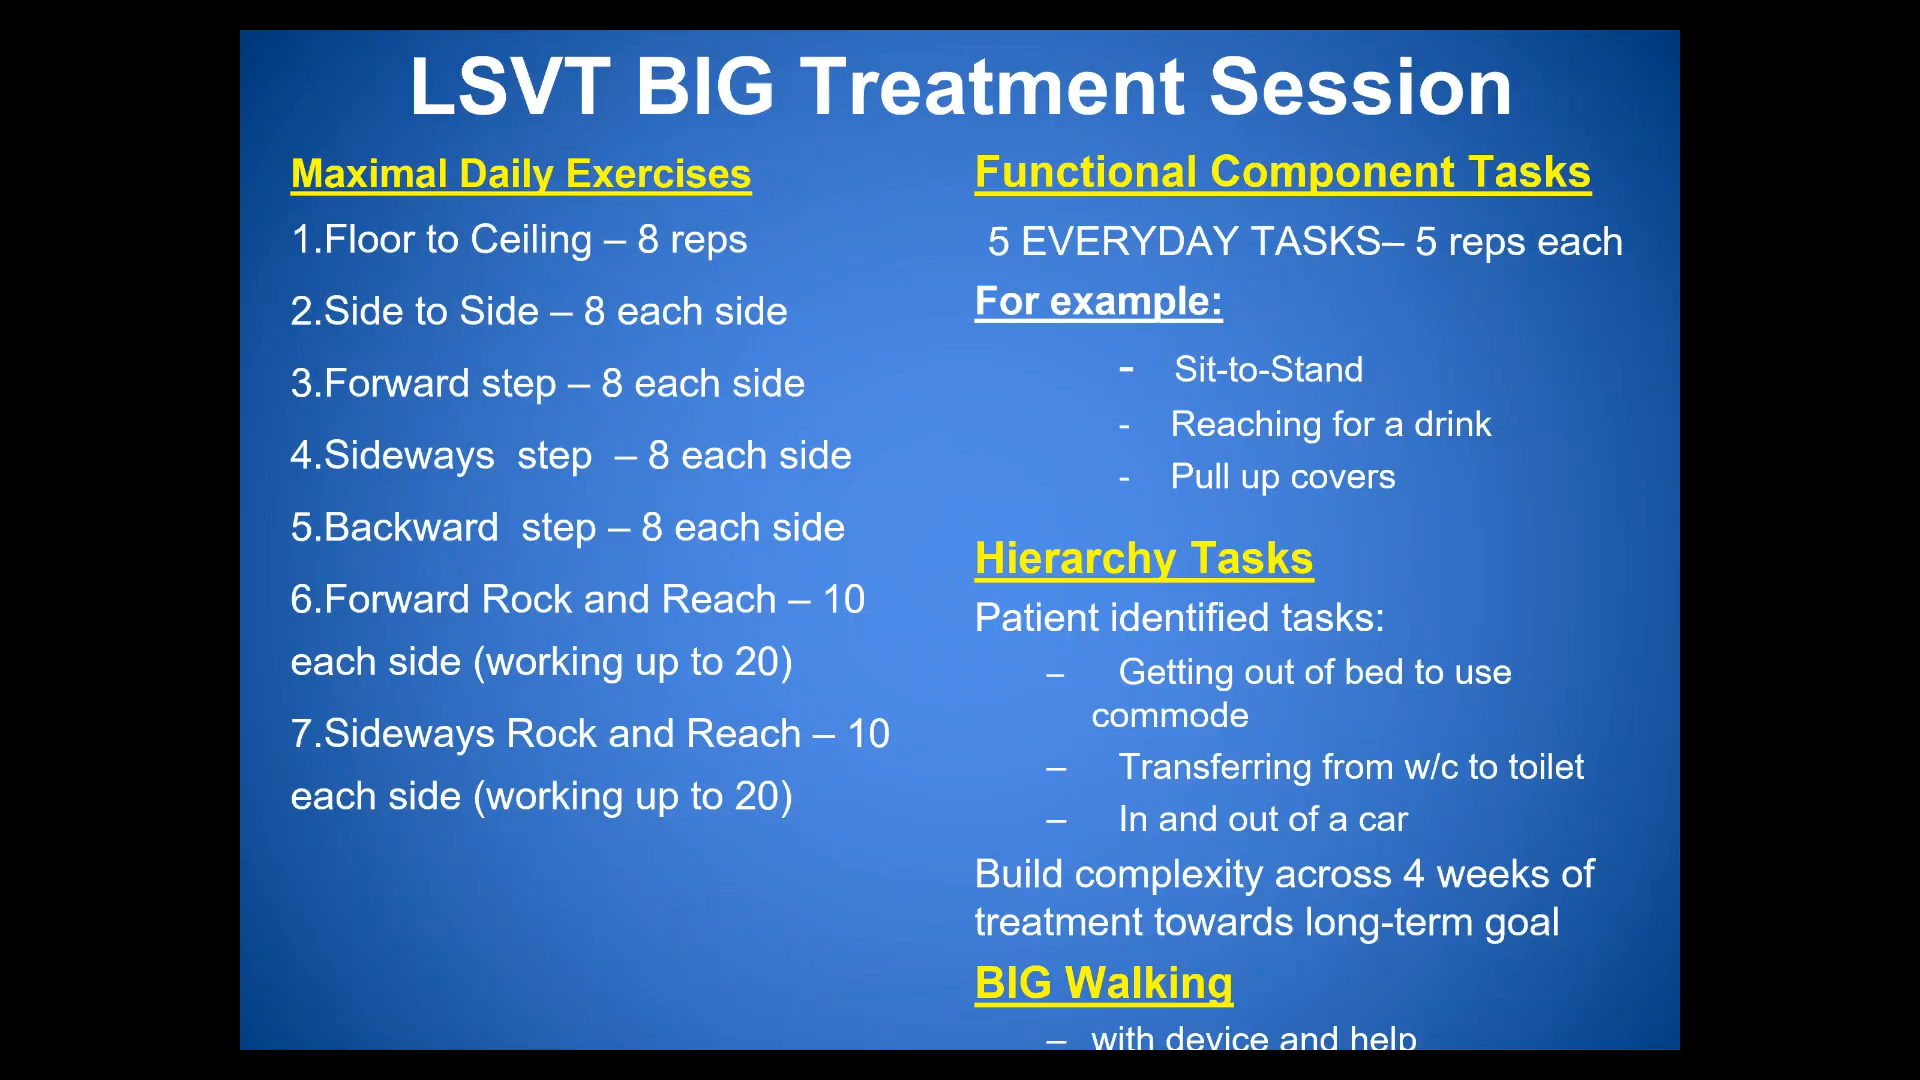 LSVT BIG Treatment Session
Maximal Daily Exercises
1.Floor to Ceiling – 8 reps
2.Side to Side – 8 each side
3.Forward step – 8 each side
4.Sideways  step  – 8 each side
5.Backward  step – 8 each side
6.Forward Rock and Reach – 10
each side (working up to 20)
7.Sideways Rock and Reach – 10
each side (working up to 20)
Functional Component Tasks
5 EVERYDAY TASKS– 5 reps each
For example:
- Sit-to-Stand
- Reaching for a drink
- Pull up covers
Hierarchy Tasks
Patient identified tasks:
– Getting out of bed to use
commode
– Transferring from w/c to toilet
– In and out of a car
Build complexity across 4 weeks of
treatment towards long-term goal
BIG Walking
– with device and help